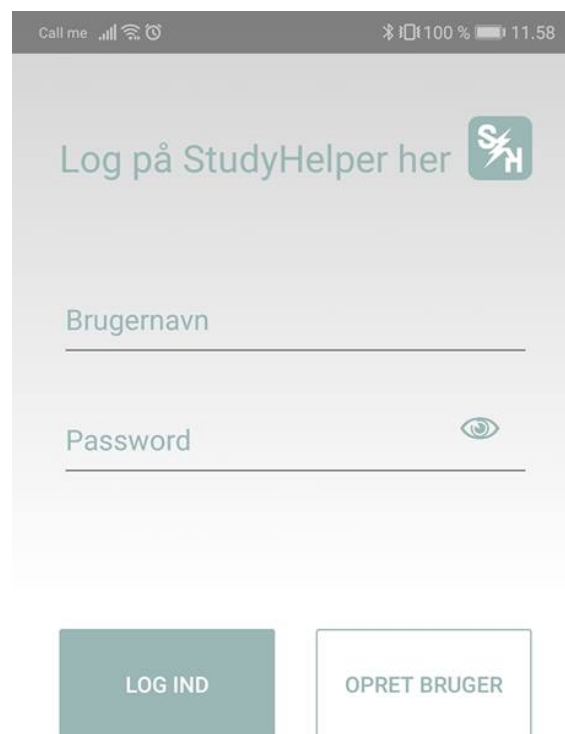 Call me 100 % 11.58
Log på StudyHelper her SH
Brugernavn
Password
LOG IND OPRET BRUGER